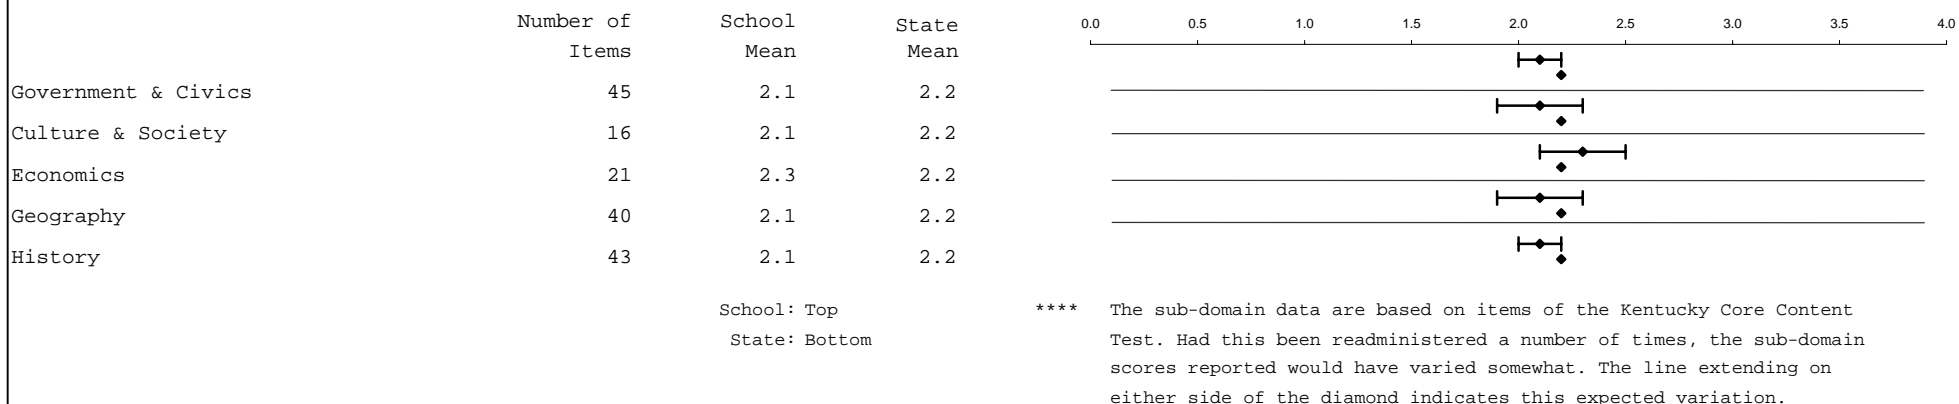 Number of School State 0.0 0.5 1.0 1.5 2.0 2.5 3.0 3.5 4.0
Items Mean Mean
Government & Civics 45 2.1 2.2
Culture & Society 16 2.1 2.2
Economics 21 2.3 2.2
Geography 40 2.1 2.2
History 43 2.1 2.2
School: Top **** The sub-domain data are based on items of the Kentucky Core Content
State: Bottom Test. Had this been readministered a number of times, the sub-domain
scores reported would have varied somewhat. The line extending on
either side of the diamond indicates this expected variation.